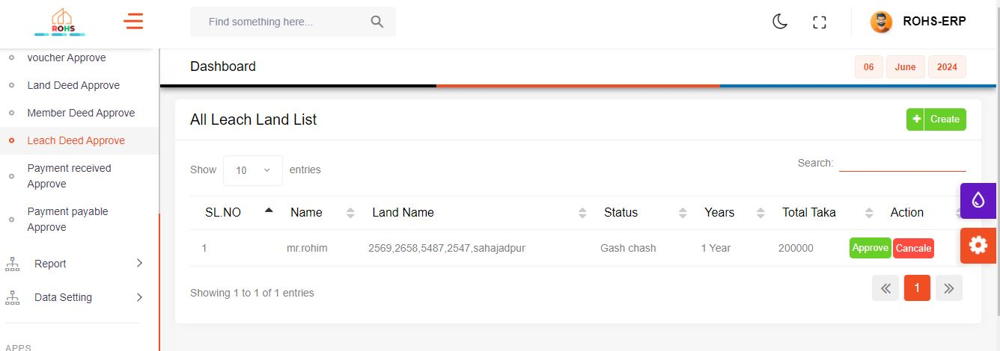 ROHS
Find something here...
ROHS-ERP
voucher Approve
Land Deed Approve
Member Deed Approve
Leach Deed Approve
Payment received
Approve
Payment payable
Approve
Report
Data Setting
APPS
Dashboard
06 June 2024
All Leach Land List
+ Create
Show 10 entries
Search:
SL.NO Name Land Name Status Years Total Taka Action
1 mr.rohim 2569,2658,5487,2547,sahajadpur Gash chash 1 Year 200000 Approve Cancale
Showing 1 to 1 of 1 entries
« 1 »